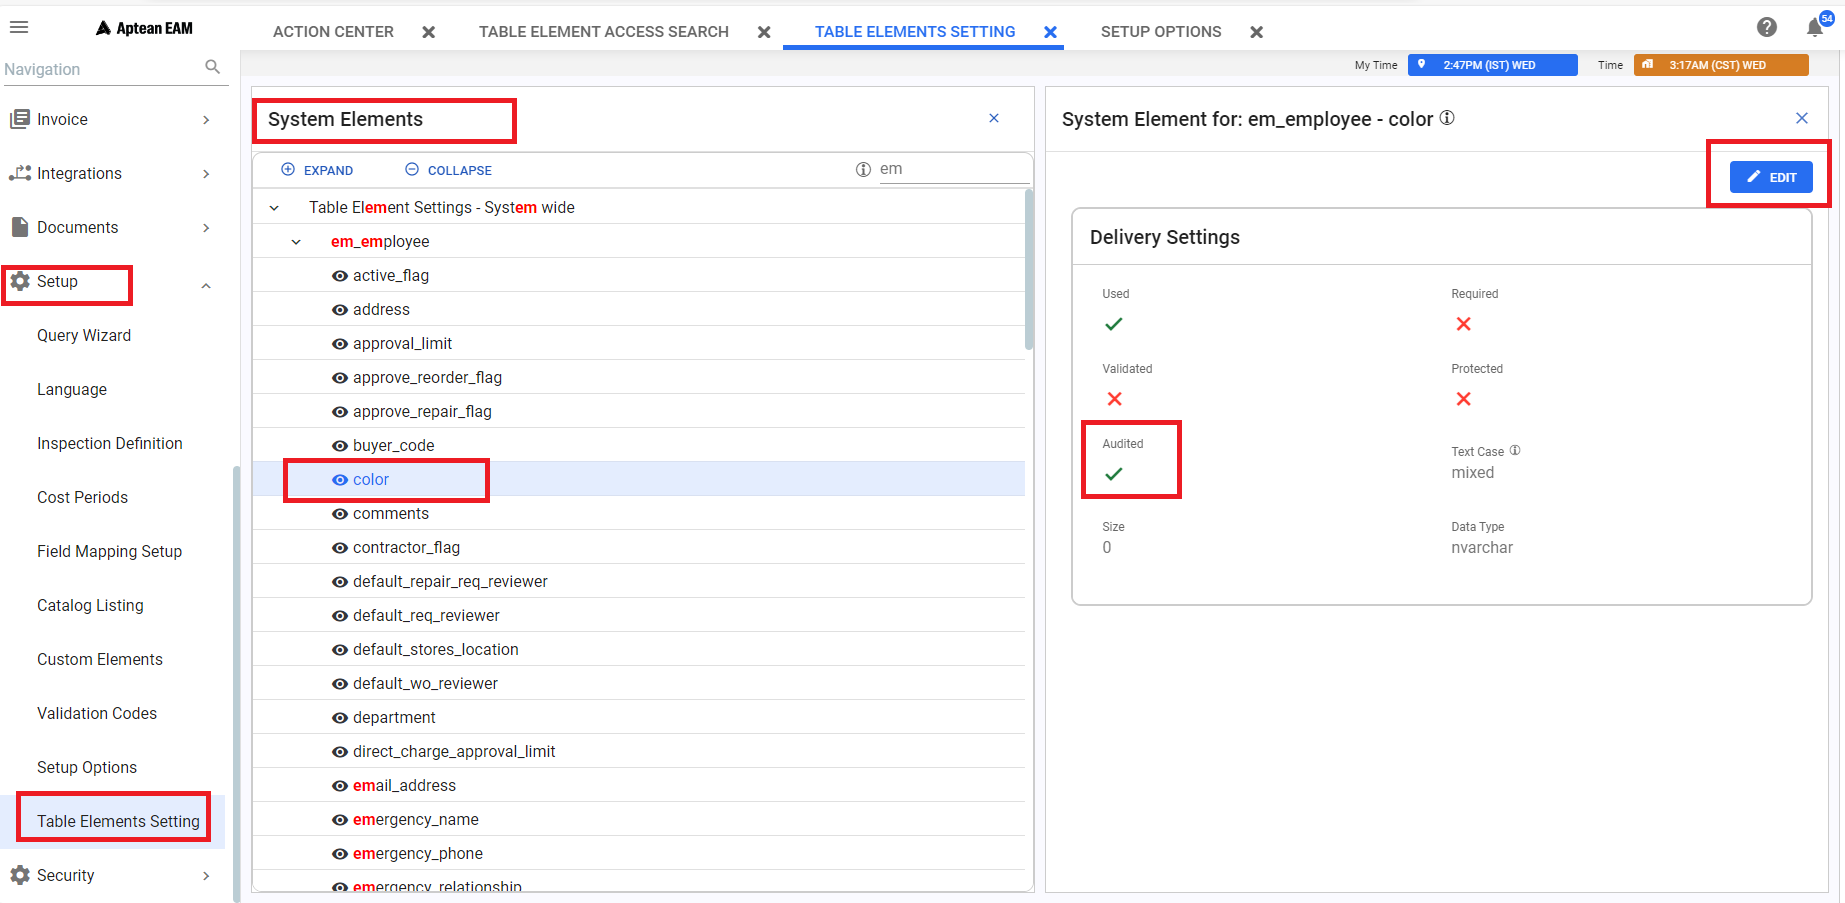 Aptean EAM
ACTION CENTER
TABLE ELEMENT ACCESS SEARCH
TABLE ELEMENTS SETTING
SETUP OPTIONS
54
My Time
2:47PM (IST) WED
Time
3:17AM (CST) WED
Navigation
Invoice
Integrations
Documents
Setup
Query Wizard
Language
Inspection Definition
Cost Periods
Field Mapping Setup
Catalog Listing
Custom Elements
Validation Codes
Setup Options
Table Elements Setting
Security
System Elements
EXPAND
COLLAPSE
em
Table Element Settings - System wide
em_employee
active_flag
address
approval_limit
approve_reorder_flag
approve_repair_flag
buyer_code
color
comments
contractor_flag
default_repair_req_reviewer
default_req_reviewer
default_stores_location
default_wo_reviewer
department
direct_charge_approval_limit
email_address
emergency_name
emergency_phone
emergency_relationship
System Element for: em_employee - color
EDIT
Delivery Settings
Used
Required
Validated
Protected
Audited
Text Case
mixed
Size
0
Data Type
nvarchar